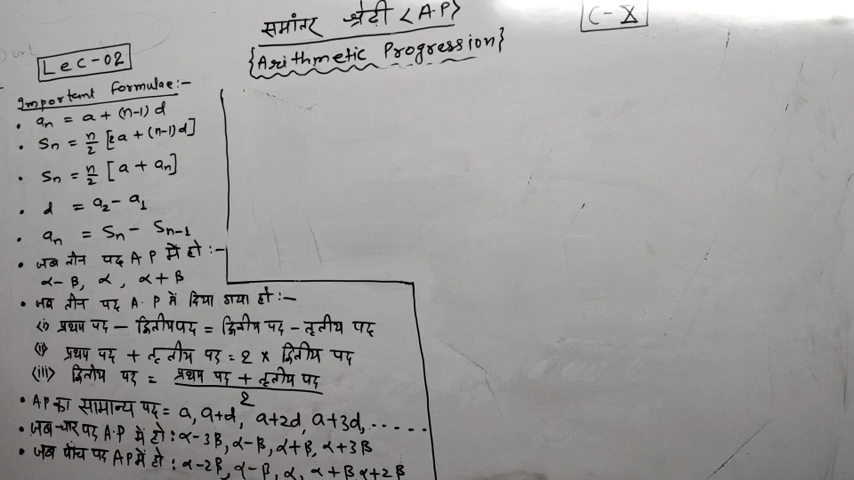 समांतर श्रेढी <A.P>
C-X
{Arithmetic Progression}
Lec-02
Important Formulae:-
• aₙ = a + (n-1) d
• Sₙ = n/2 [2a + (n-1)d]
• Sₙ = n/2 [a + aₙ]
• d = a₂ - a₁
• aₙ = Sₙ - Sₙ₋₁
• जब तीन पद A P में हो :-
α-β, α, α+β
• जब तीन पद A.P में दिया गया हो :-
<i> प्रथम पद - द्वितीय पद = द्वितीय पद - तृतीय पद
<ii> प्रथम पद + तृतीय पद = 2 × द्वितीय पद
<iii> द्वितीय पद = प्रथम पद + तृतीय पद / 2
• AP का सामान्य पद = a, a+d, a+2d, a+3d, .....
• जब चार पद A.P में हो : α-3β, α-β, α+β, α+3β
• जब पांच पद AP में हो : α-2β, α-β, α, α+β, α+2β